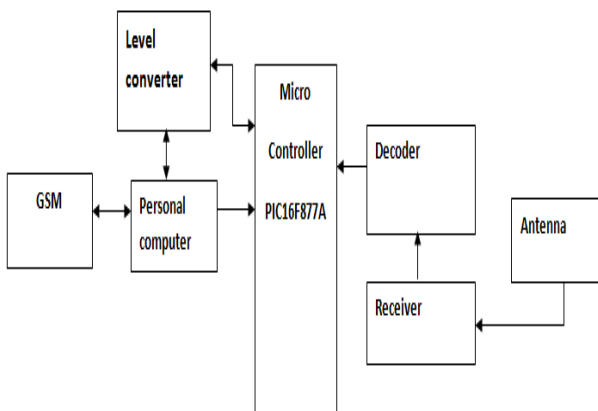 Level
converter
Micro
Controller
PIC16F877A
Decoder
GSM
Personal
computer
Antenna
Receiver